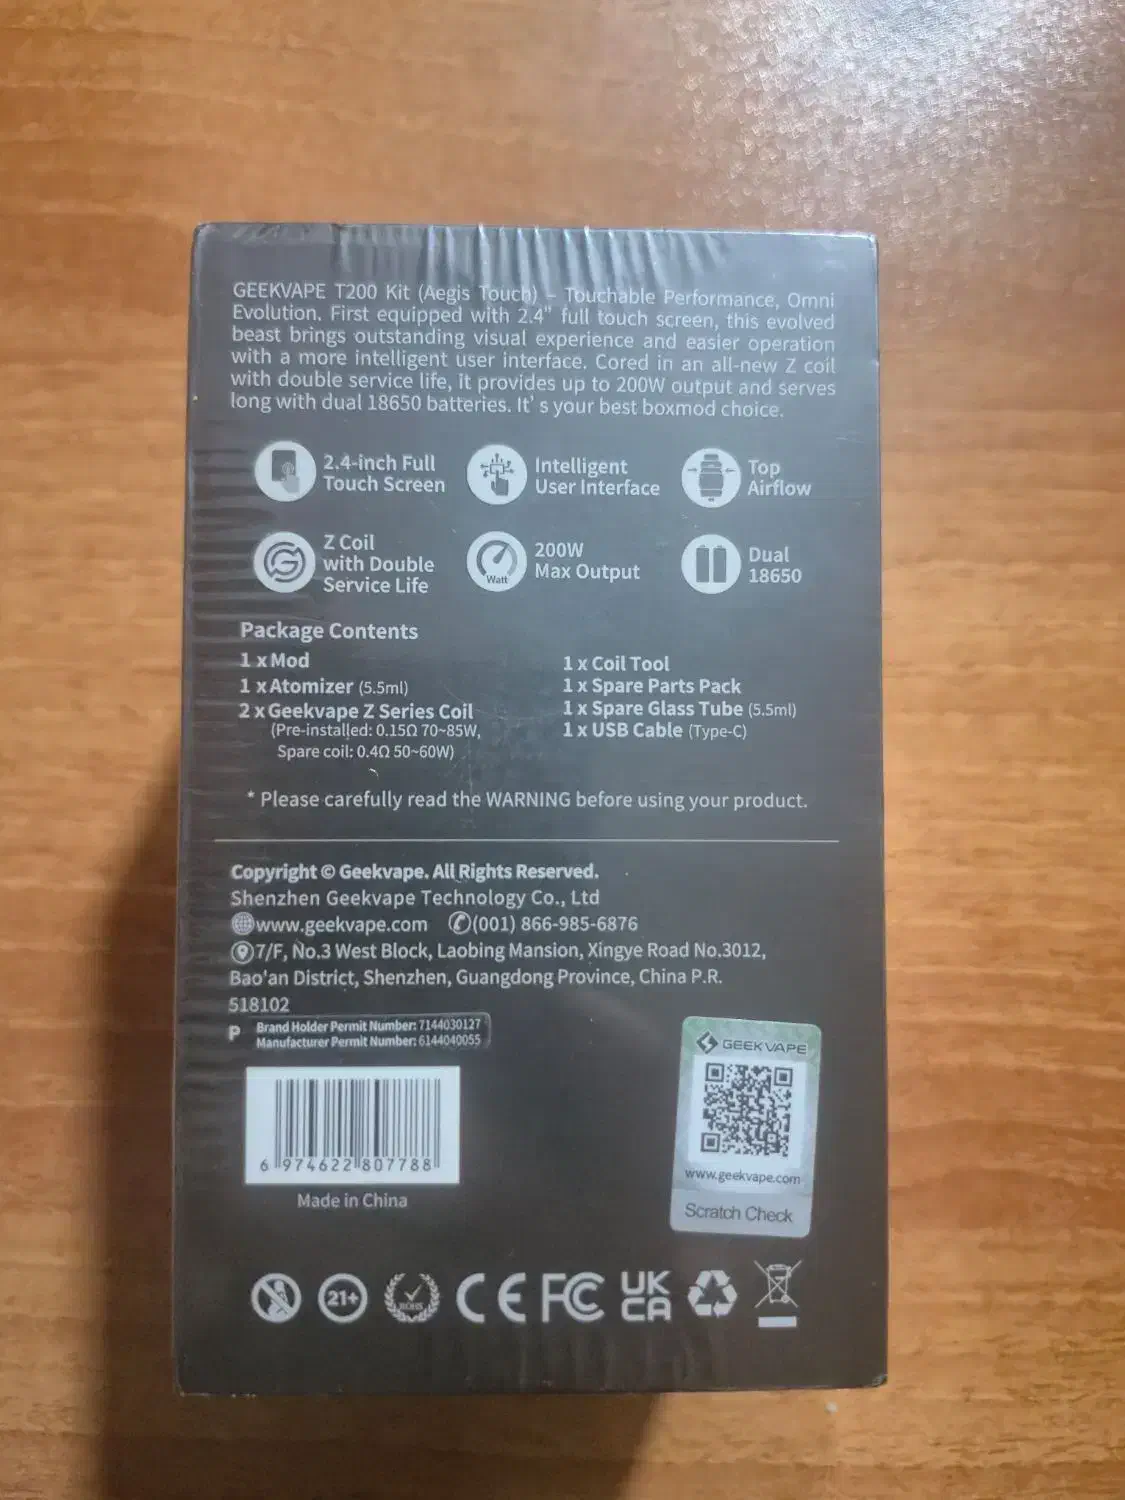 GEEKVAPE T200 Kit (Aegis Touch) – Touchable Performance, Omni
Evolution. First equipped with 2.4" full touch screen, this evolved
beast brings outstanding visual experience and easier operation
with a more intelligent user interface. Cored in an all-new Z coil
with double service life, it provides up to 200W output and serves
long with dual 18650 batteries. It' s your best boxmod choice.
2.4-inch Full
Touch Screen
Intelligent
User Interface
Top
Airflow
Z Coil
with Double
Service Life
Watt
200W
Max Output
Dual
18650
Package Contents
1 x Mod
1 x Atomizer (5.5ml)
2 x Geekvape Z Series Coil
(Pre-installed: 0.15Ω 70~85W,
Spare coil: 0.4Ω 50~60W)
1 x Coil Tool
1 x Spare Parts Pack
1 x Spare Glass Tube (5.5ml)
1 x USB Cable (Type-C)
* Please carefully read the WARNING before using your product.
Copyright © Geekvape. All Rights Reserved.
Shenzhen Geekvape Technology Co., Ltd
www.geekvape.com (001) 866-985-6876
7/F, No.3 West Block, Laobing Mansion, Xingye Road No.3012,
Bao'an District, Shenzhen, Guangdong Province, China P.R.
518102
P
Brand Holder Permit Number: 7144030127
Manufacturer Permit Number: 6144040055
6 974622 807788
Made in China
GEEKVAPE
www.geekvape.com
Scratch Check
21+
ROHS
CE
FC
UK
CA